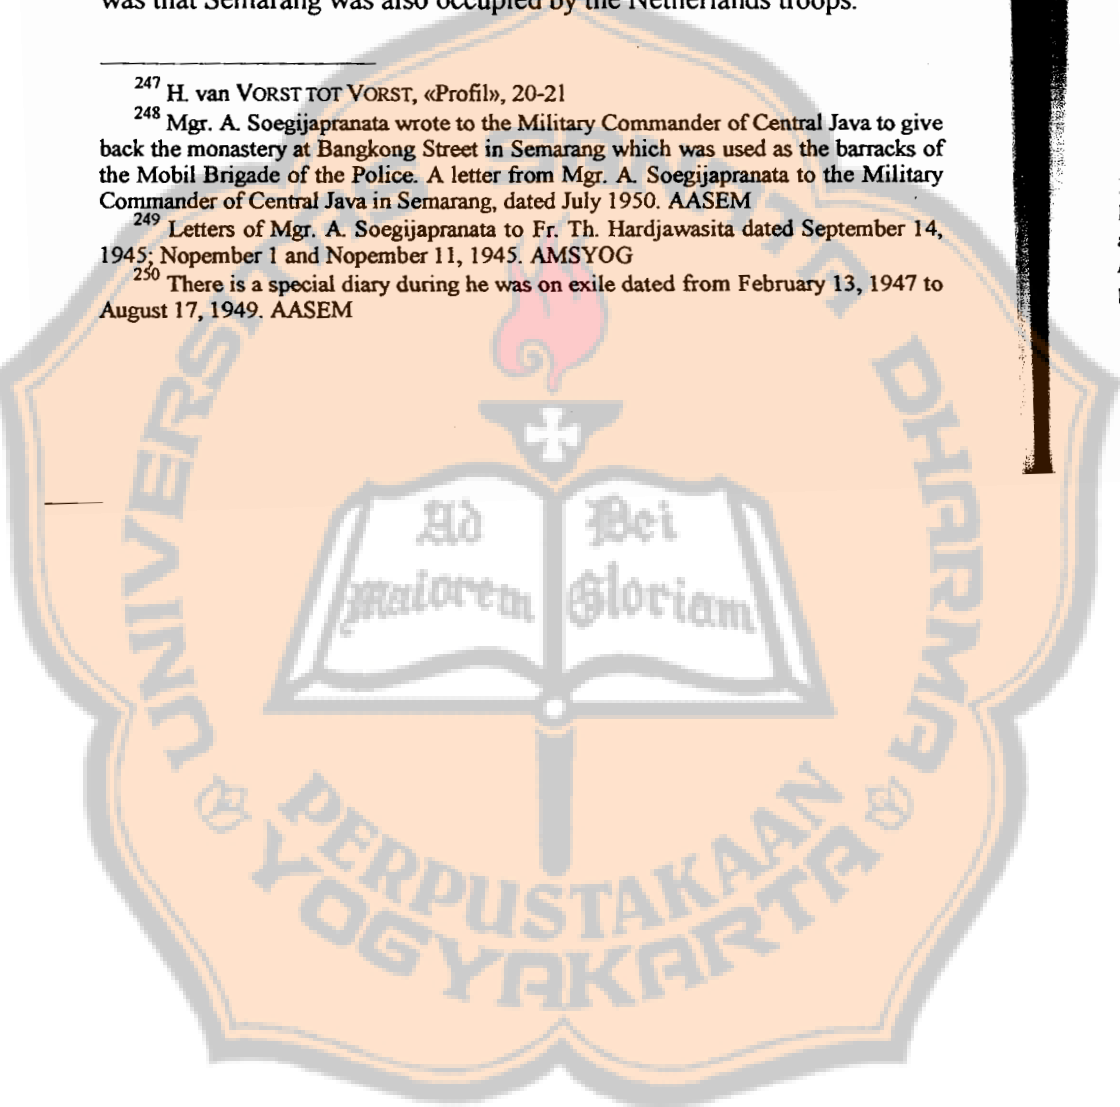 was that Semarang was also occupied by the Netherlands troops.
247 H. van VORST TOT VORST, «Profil», 20-21
248 Mgr. A. Soegijapranata wrote to the Military Commander of Central Java to give
back the monastery at Bangkong Street in Semarang which was used as the barracks of
the Mobil Brigade of the Police. A letter from Mgr. A. Soegijapranata to the Military
Commander of Central Java in Semarang, dated July 1950. AASEM
249 Letters of Mgr. A. Soegijapranata to Fr. Th. Hardjawasita dated September 14,
1945; Nopember 1 and Nopember 11, 1945. AMSYOG
250 There is a special diary during he was on exile dated from February 13, 1947 to
August 17, 1949. AASEM
UNIVERSITAS SANATA DHARMA
Ad Dei
maiorem Gloriam
PERPUSTAKAAN
YOGYAKARTA